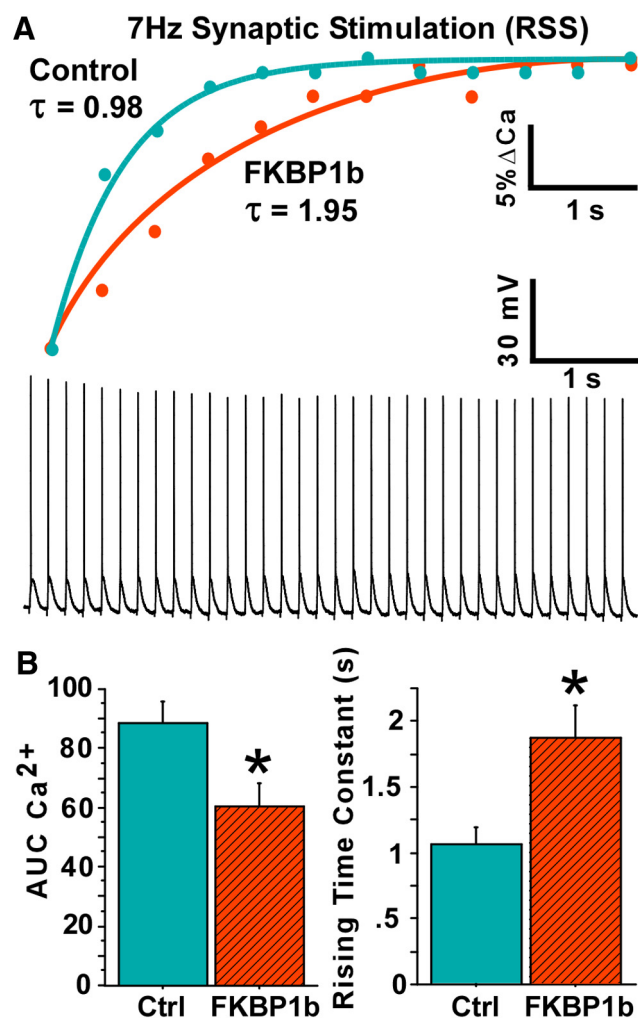 A
7Hz Synaptic Stimulation (RSS)
Control
τ = 0.98
FKBP1b
τ = 1.95
5% ΔCa
1 s
30 mV
1 s
B
AUC Ca2+
100
80
60
40
20
0
*
Ctrl
FKBP1b
Rising Time Constant (s)
2
1.5
1
.5
0
*
Ctrl
FKBP1b